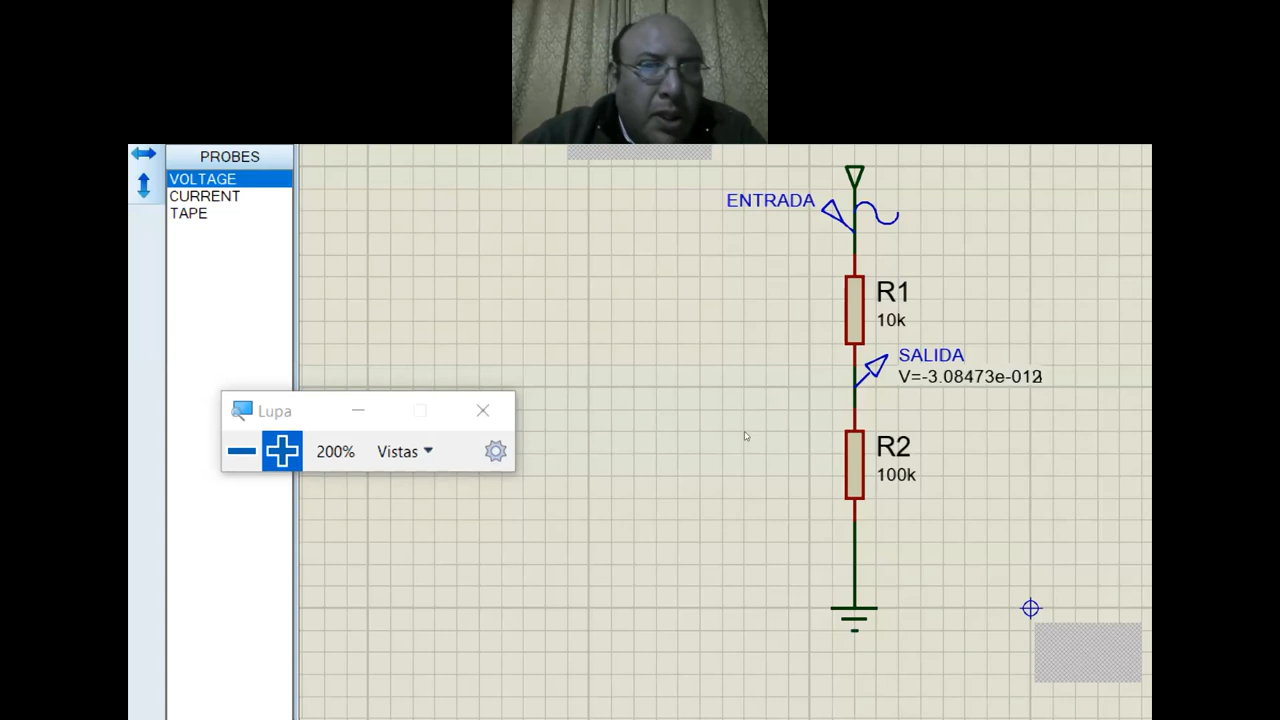 PROBES
VOLTAGE
CURRENT
TAPE
ENTRADA
R1
10k
SALIDA
V=-3.08473e-012
R2
100k
Lupa
200%
Vistas